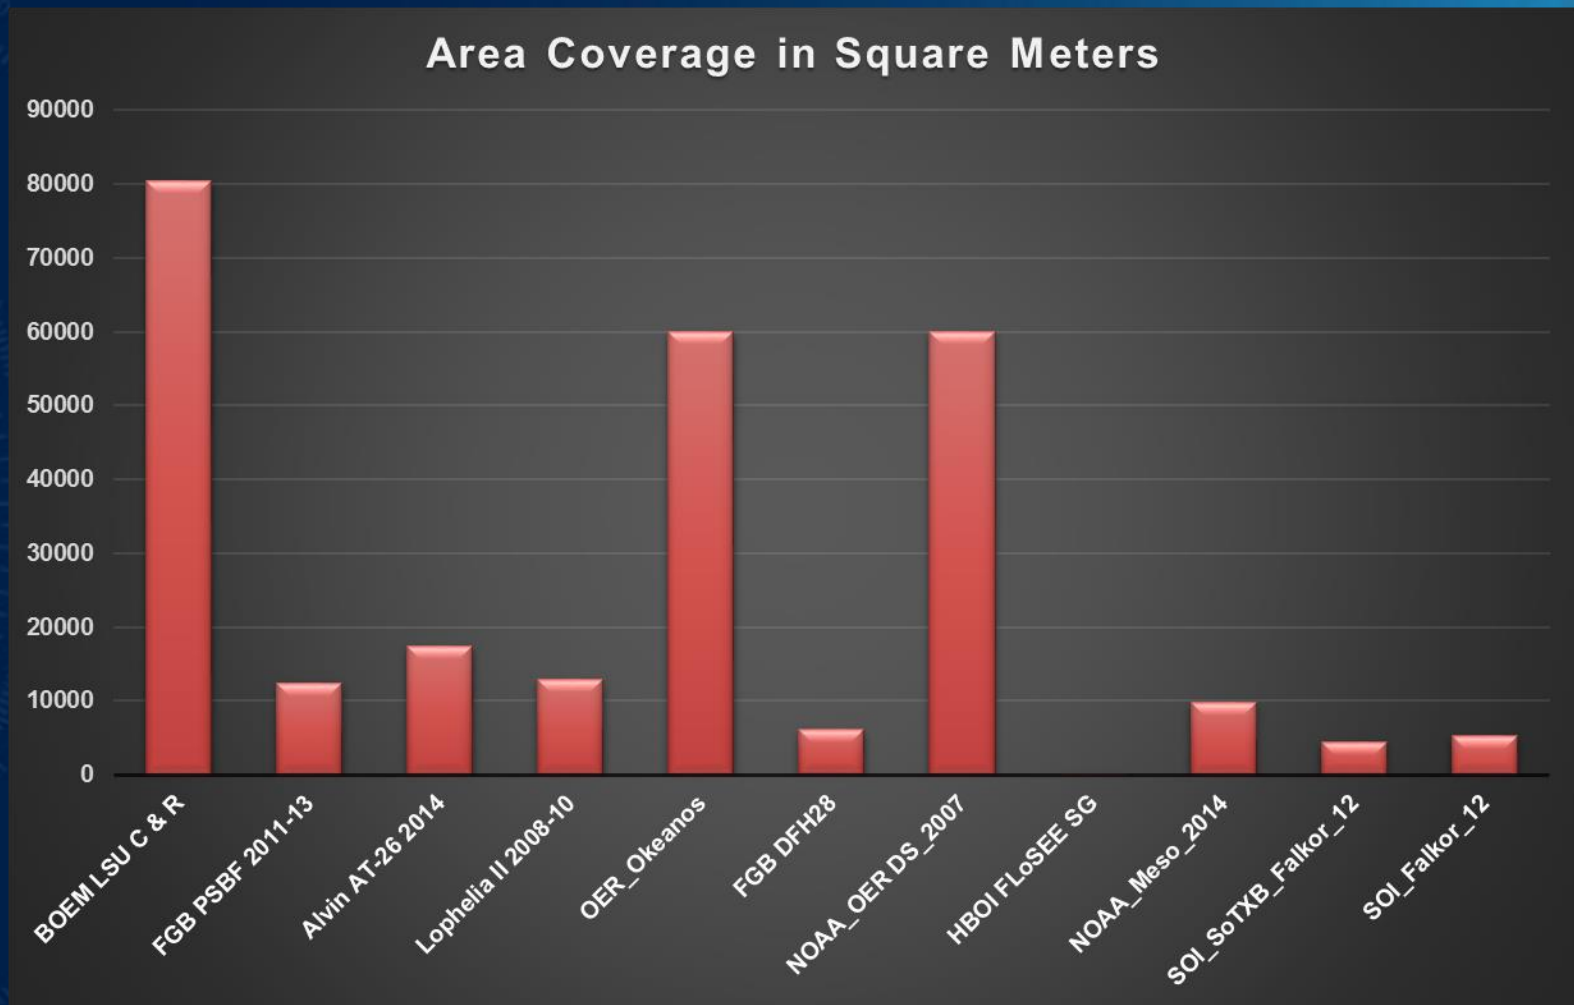 Area Coverage in Square Meters
90000
80000
70000
60000
50000
40000
30000
20000
10000
0
BOEM LSU C & R
FGB PSBF 2011-13
Alvin AT-26 2014
Lophelia II 2008-10
OER_Okeanos
FGB DFH28
NOAA_OER DS_2007
HBOI FLoSEE SG
NOAA_Meso_2014
SOI_SoTXB_Falkor_12
SOI_Falkor_12